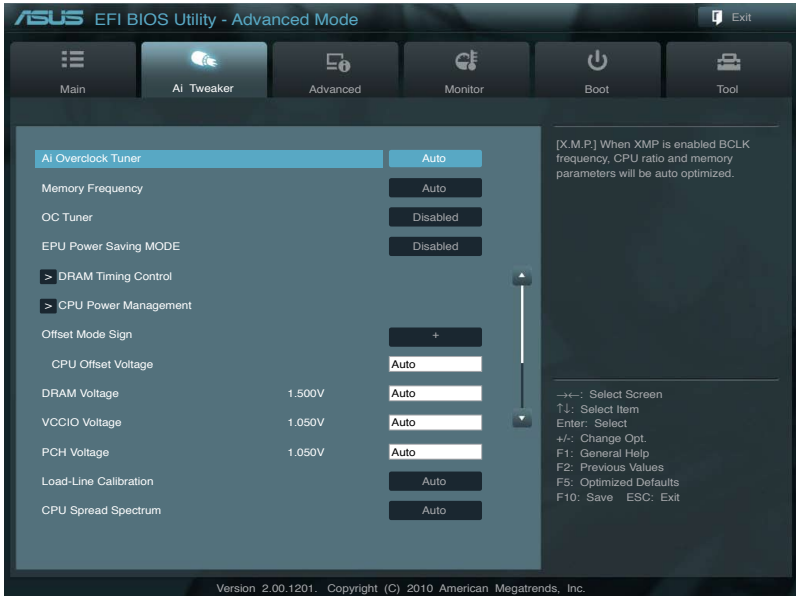 ASUS EFI BIOS Utility - Advanced Mode
Exit
Main
Ai Tweaker
Advanced
Monitor
Boot
Tool
Ai Overclock Tuner Auto
Memory Frequency Auto
OC Tuner Disabled
EPU Power Saving MODE Disabled
> DRAM Timing Control
> CPU Power Management
Offset Mode Sign +
CPU Offset Voltage Auto
DRAM Voltage 1.500V Auto
VCCIO Voltage 1.050V Auto
PCH Voltage 1.050V Auto
Load-Line Calibration Auto
CPU Spread Spectrum Auto
[X.M.P.] When XMP is enabled BCLK
frequency, CPU ratio and memory
parameters will be auto optimized.
→←: Select Screen
↑↓: Select Item
Enter: Select
+/-: Change Opt.
F1: General Help
F2: Previous Values
F5: Optimized Defaults
F10: Save ESC: Exit
Version 2.00.1201. Copyright (C) 2010 American Megatrends, Inc.